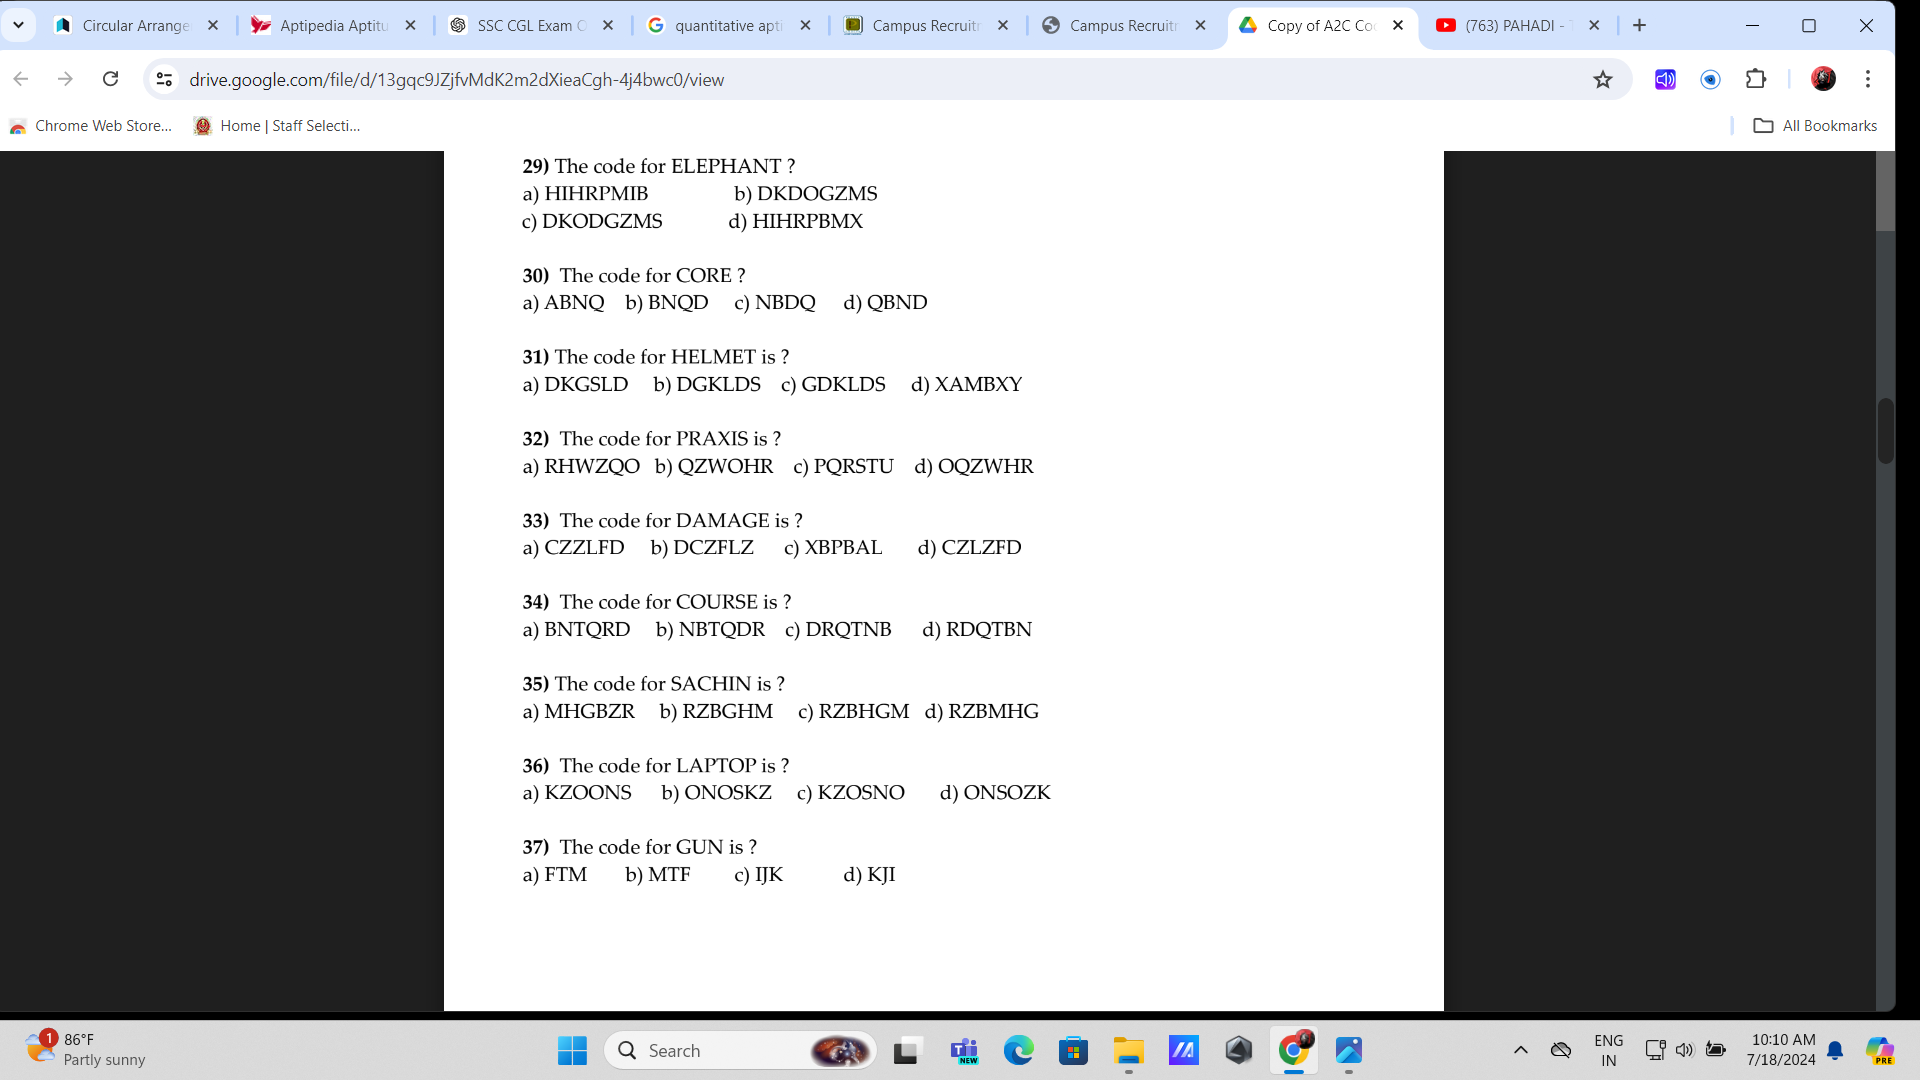 Circular Arrange
Aptipedia Aptitu
SSC CGL Exam
quantitative apti
Campus Recruit
Campus Recruit
Copy of A2C Co
(763) PAHADI -
drive.google.com/file/d/13gqc9JZjfvMdK2m2dXieaCgh-4j4bwc0/view
Chrome Web Store... Home | Staff Selecti... All Bookmarks
29) The code for ELEPHANT ?
a) HIHRPMIB b) DKDOGZMS
c) DKODGZMS d) HIHRPBMX
30) The code for CORE ?
a) ABNQ b) BNQD c) NBDQ d) QBND
31) The code for HELMET is ?
a) DKGSLD b) DGKLDS c) GDKLDS d) XAMBXY
32) The code for PRAXIS is ?
a) RHWZQO b) QZWOHR c) PQRSTU d) OQZWHR
33) The code for DAMAGE is ?
a) CZZLFD b) DCZFLZ c) XBPBAL d) CZLZFD
34) The code for COURSE is ?
a) BNTQRD b) NBTQDR c) DRQTNB d) RDQTBN
35) The code for SACHIN is ?
a) MHGBZR b) RZBGHM c) RZBHGM d) RZBMHG
36) The code for LAPTOP is ?
a) KZOONS b) ONOSKZ c) KZOSNO d) ONSOZK
37) The code for GUN is ?
a) FTM b) MTF c) IJK d) KJI
1
86°F
Partly sunny
Search
NEW
ENG
IN
10:10 AM
7/18/2024
PRE